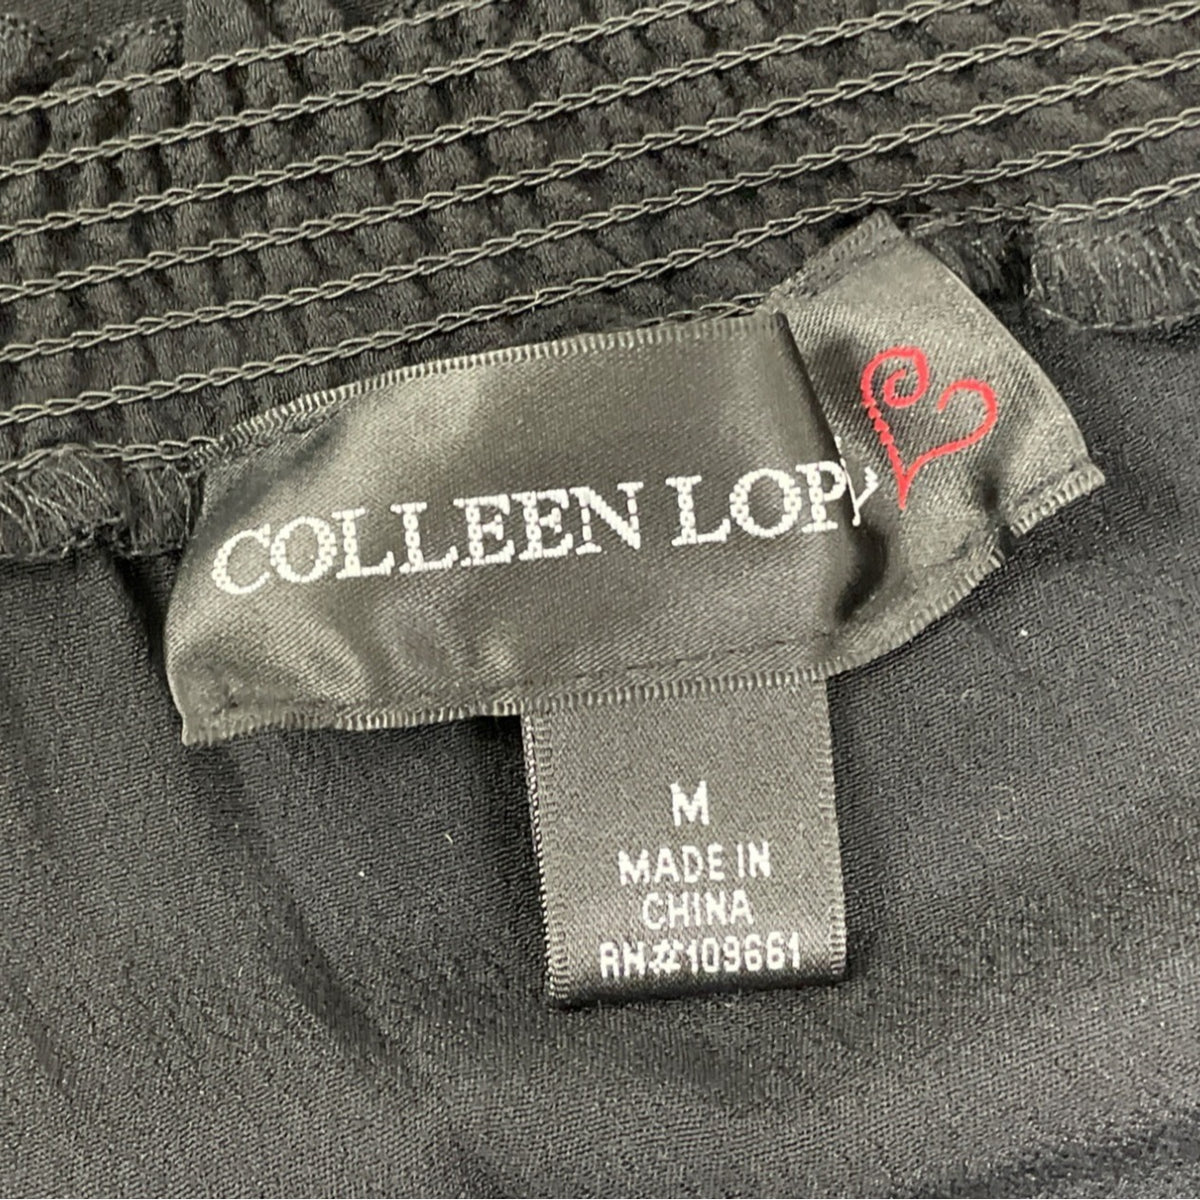 COLLEEN LOP
M
MADE IN
CHINA
RN#109661